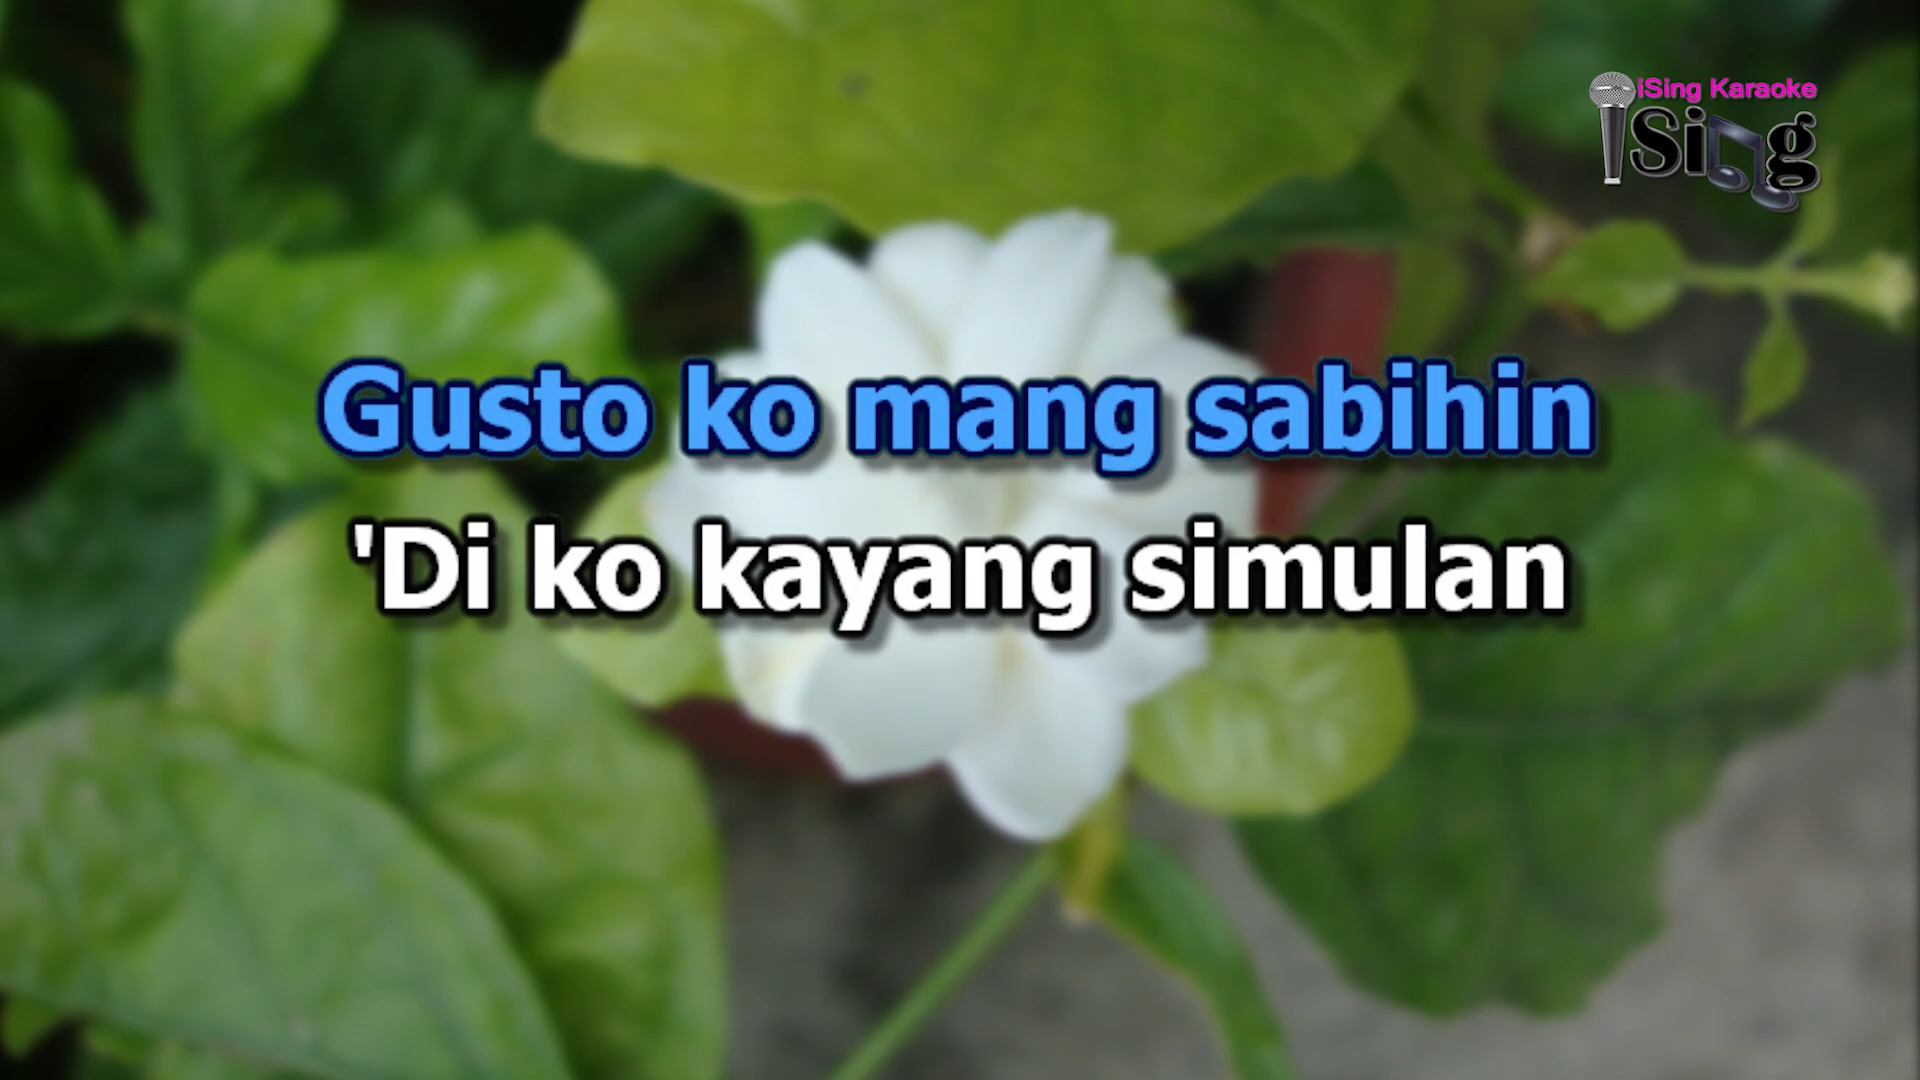 iSing Karaoke
iSing
Gusto ko mang sabihin
'Di ko kayang simulan